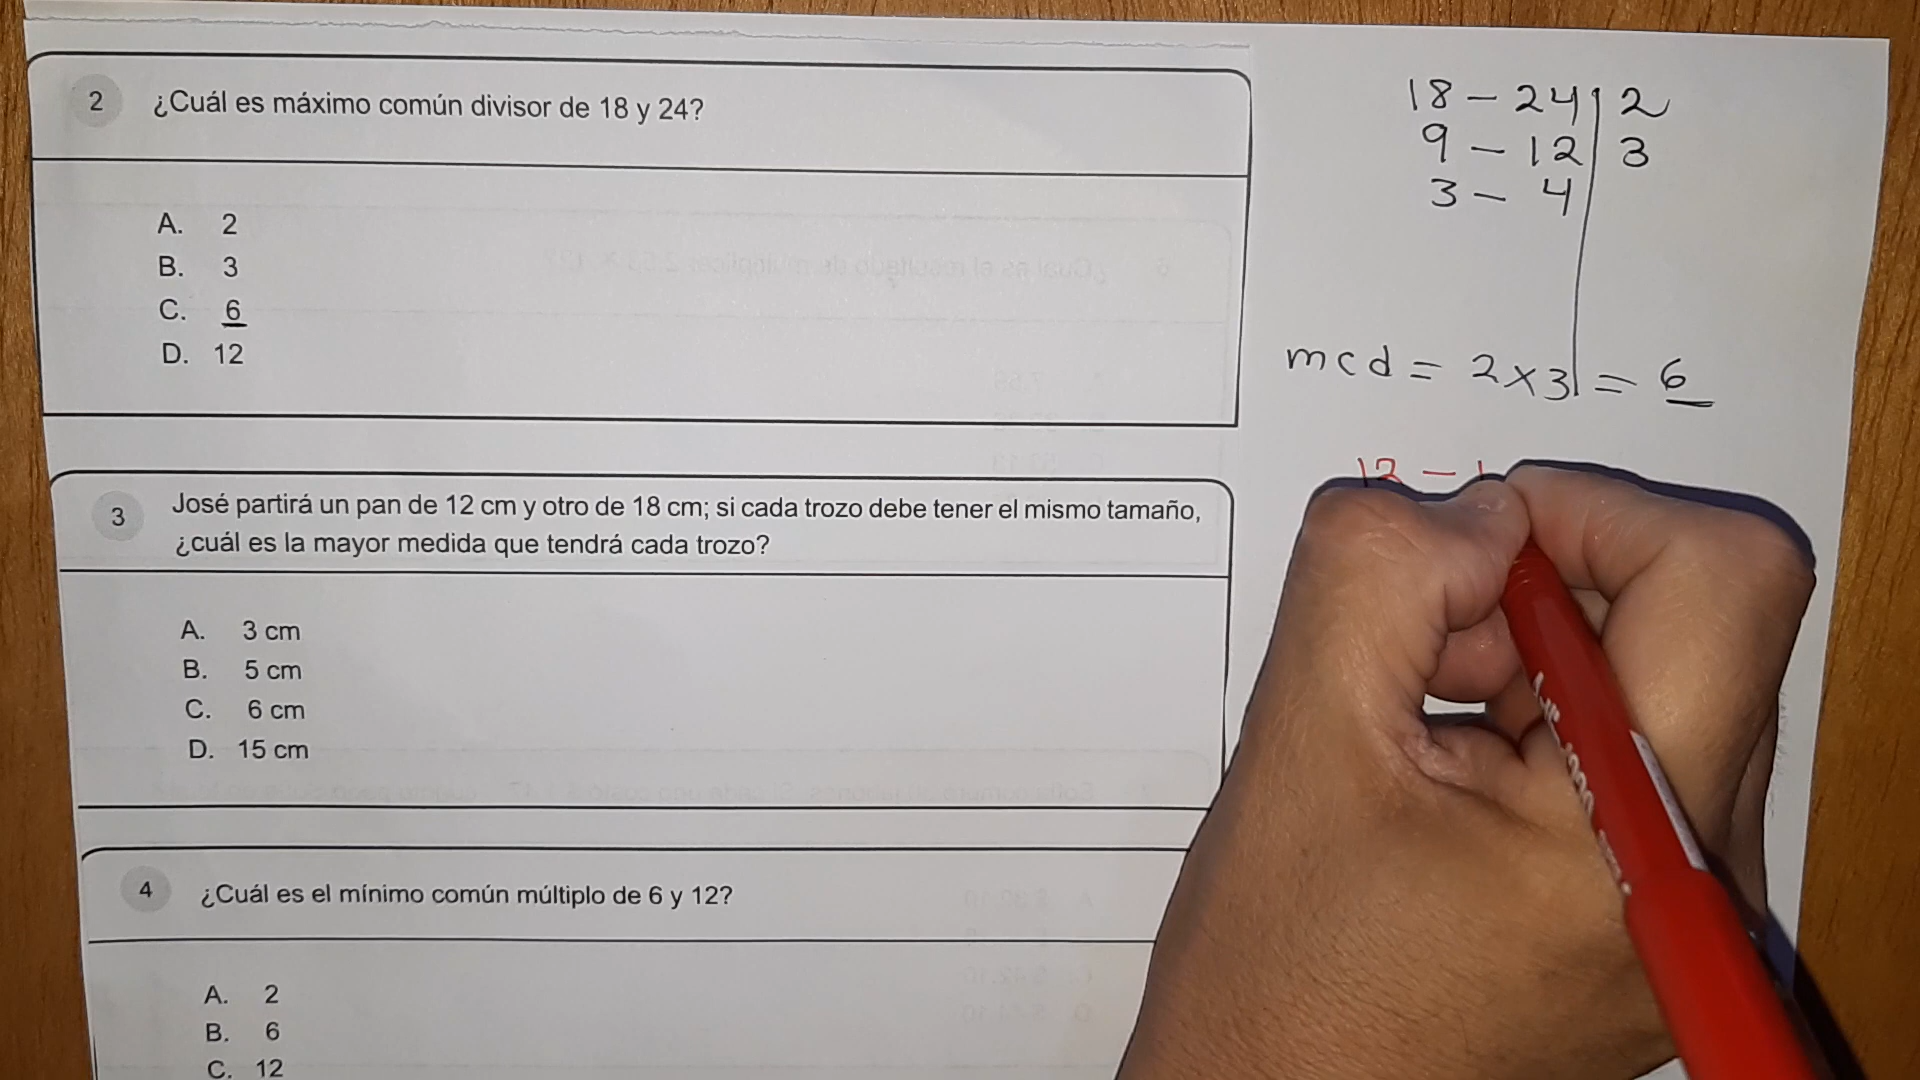 2 ¿Cuál es máximo común divisor de 18 y 24?
A. 2
B. 3
C. 6
D. 12
3 José partirá un pan de 12 cm y otro de 18 cm; si cada trozo debe tener el mismo tamaño,
¿cuál es la mayor medida que tendrá cada trozo?
A. 3 cm
B. 5 cm
C. 6 cm
D. 15 cm
4 ¿Cuál es el mínimo común múltiplo de 6 y 12?
A. 2
B. 6
C. 12
18 - 24 | 2
9 - 12 | 3
3 - 4
mcd = 2 x 3 = 6
12 -